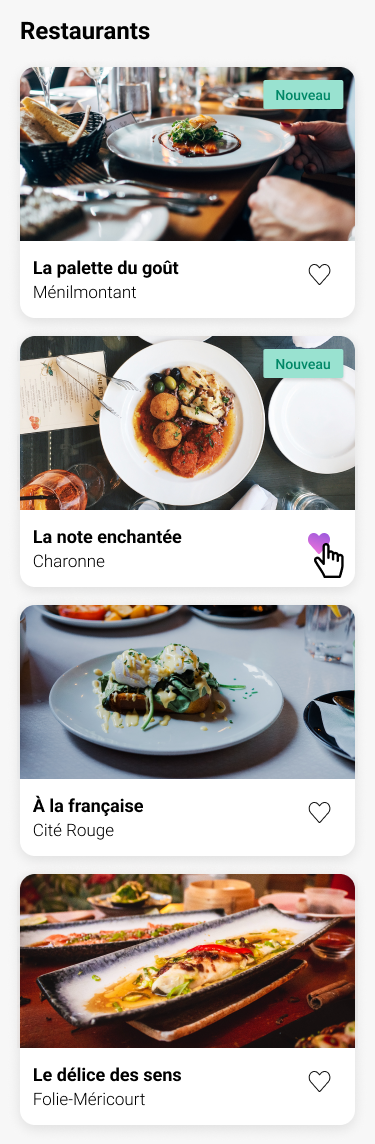 Restaurants
Nouveau
La palette du goût
Ménilmontant
Nouveau
La note enchantée
Charonne
À la française
Cité Rouge
Le délice des sens
Folie-Méricourt